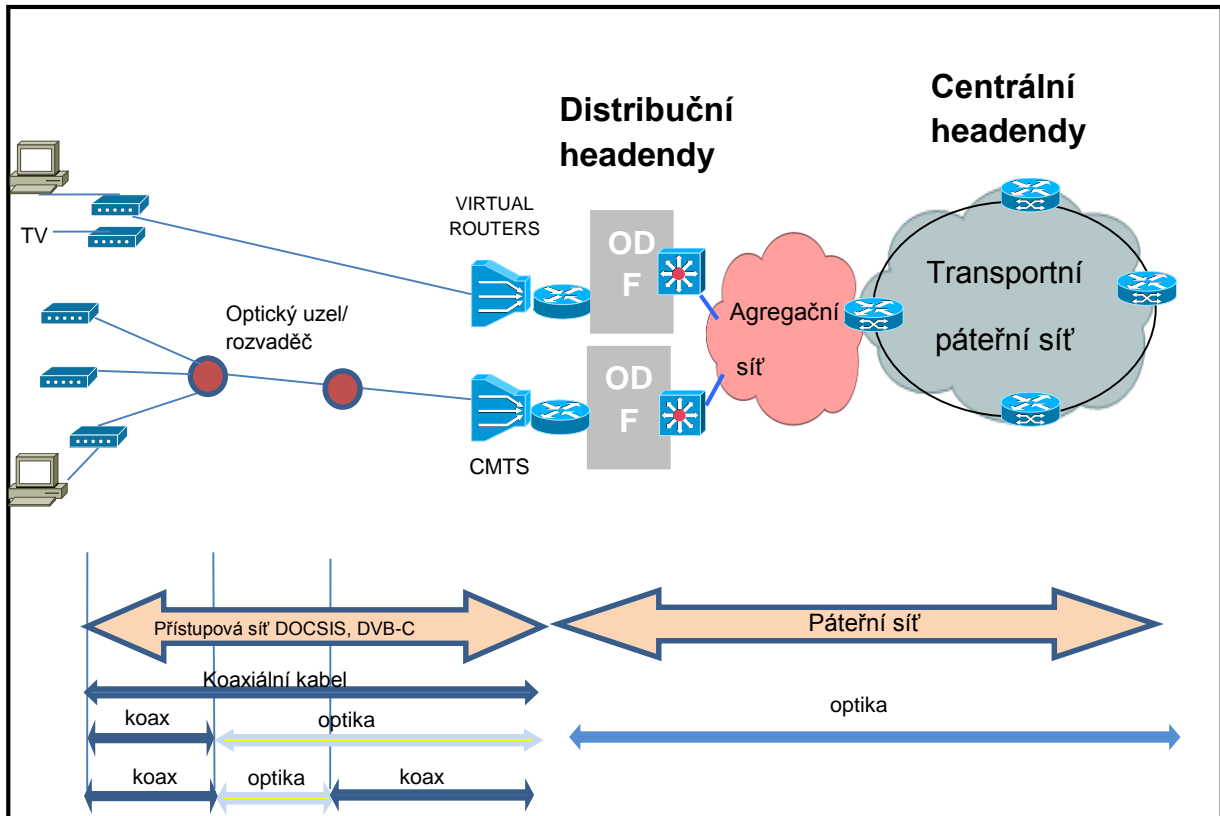 Centrální
headendy
Distribuční
headendy
VIRTUAL
ROUTERS
TV
OD
F
Optický uzel/
rozvaděč
Agregační
síť
Transportní
páteřní síť
OD
F
CMTS
Přístupová síť DOCSIS, DVB-C
Páteřní síť
Koaxiální kabel
koax
optika
optika
koax
optika
koax